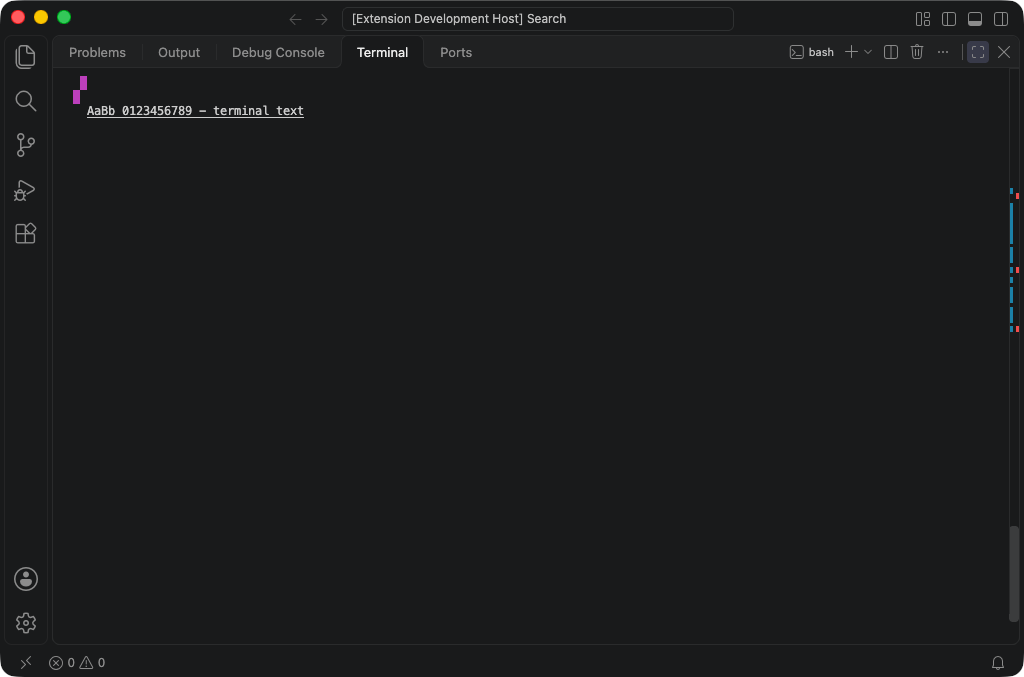 [Extension Development Host] Search
Problems Output Debug Console Terminal Ports bash
AaBb 0123456789 — terminal text
0 0